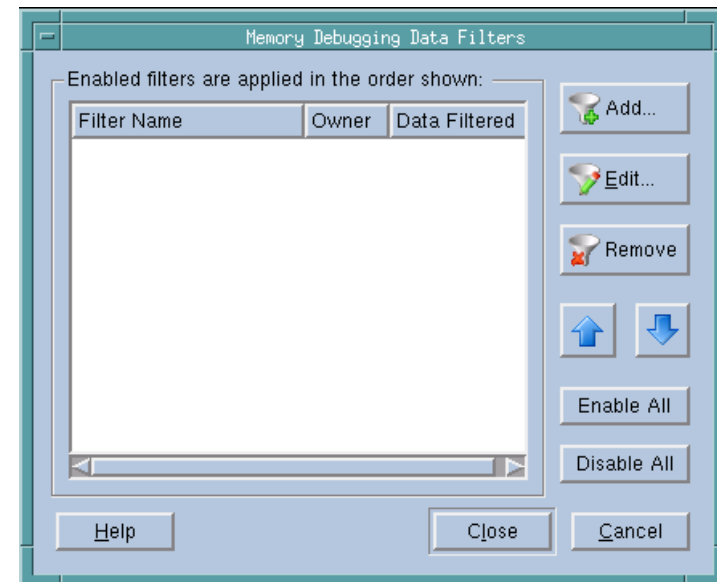 Memory Debugging Data Filters
Enabled filters are applied in the order shown:
Filter Name Owner Data Filtered
Add...
Edit...
Remove
Enable All
Disable All
Help Close Cancel